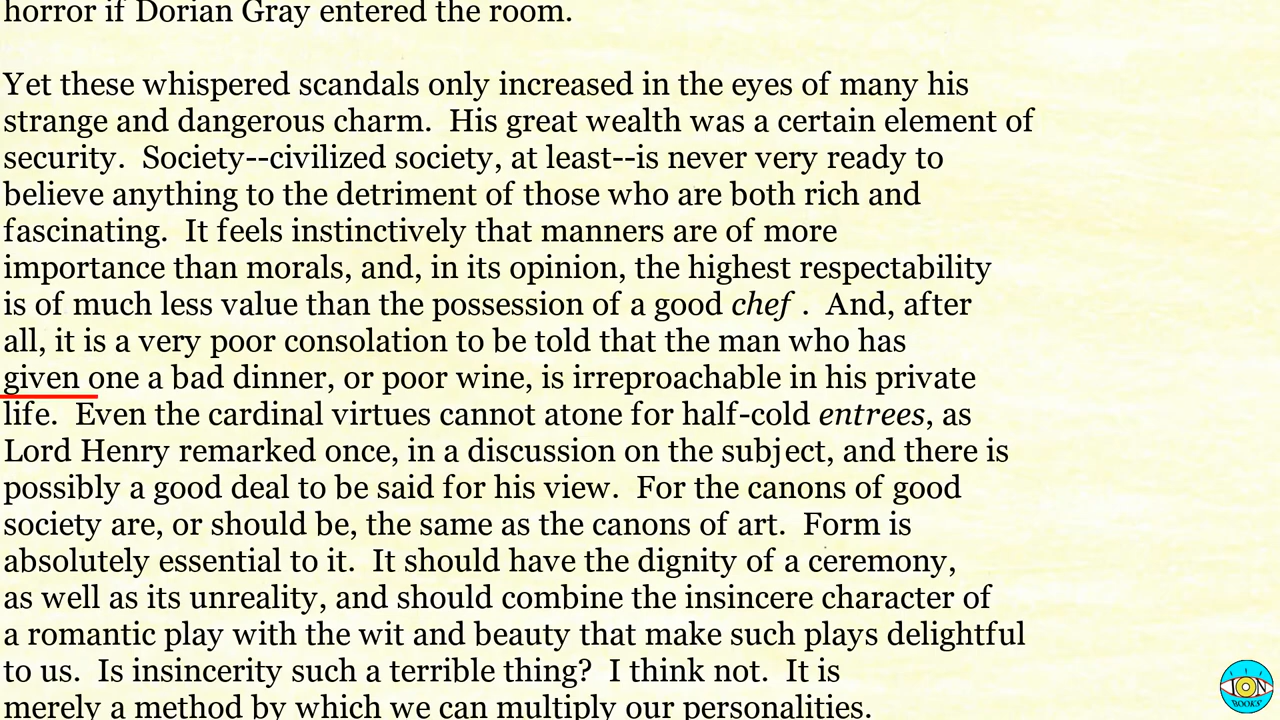 horror if Dorian Gray entered the room.
Yet these whispered scandals only increased in the eyes of many his
strange and dangerous charm.  His great wealth was a certain element of
security.  Society--civilized society, at least--is never very ready to
believe anything to the detriment of those who are both rich and
fascinating.  It feels instinctively that manners are of more
importance than morals, and, in its opinion, the highest respectability
is of much less value than the possession of a good chef .  And, after
all, it is a very poor consolation to be told that the man who has
given one a bad dinner, or poor wine, is irreproachable in his private
life.  Even the cardinal virtues cannot atone for half-cold entrees, as
Lord Henry remarked once, in a discussion on the subject, and there is
possibly a good deal to be said for his view.  For the canons of good
society are, or should be, the same as the canons of art.  Form is
absolutely essential to it.  It should have the dignity of a ceremony,
as well as its unreality, and should combine the insincere character of
a romantic play with the wit and beauty that make such plays delightful
to us.  Is insincerity such a terrible thing?  I think not.  It is
merely a method by which we can multiply our personalities.
ION
BOOKS